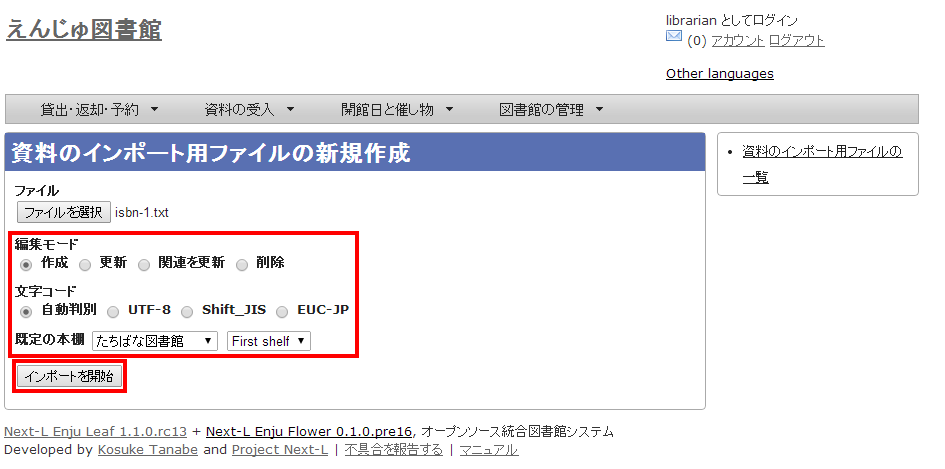 えんじゅ図書館
librarian としてログイン
(0) アカウント ログアウト
Other languages
貸出・返却・予約 ▼ 資料の受入 ▼ 開館日と催し物 ▼ 図書館の管理 ▼
資料のインポート用ファイルの新規作成
ファイル
ファイルを選択 isbn-1.txt
編集モード
作成 更新 関連を更新 削除
文字コード
自動判別 UTF-8 Shift_JIS EUC-JP
既定の本棚 たちばな図書館 ▼ First shelf ▼
インポートを開始
• 資料のインポート用ファイルの
一覧
Next-L Enju Leaf 1.1.0.rc13 + Next-L Enju Flower 0.1.0.pre16, オープンソース統合図書館システム
Developed by Kosuke Tanabe and Project Next-L | 不具合を報告する | マニュアル